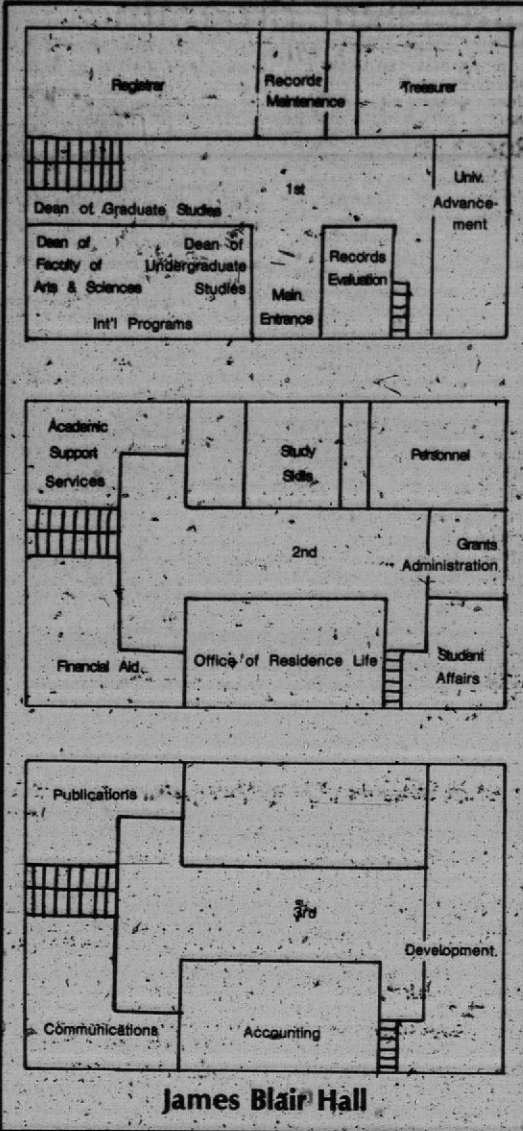 Registrar
Records
Maintenance
Treasurer
1st
Univ.
Advance-
ment
Dean of Graduate Studies
Dean of
Faculty of
Arts & Sciences
Dean of
Undergraduate
Studies
Int'l Programs
Main
Entrance
Records
Evaluation
Academic
Support
Services
Study
Skills
Personnel
2nd
Grants
Administration
Financial Aid
Office of Residence Life
Student
Affairs
Publications
3rd
Development
Communications
Accounting
James Blair Hall